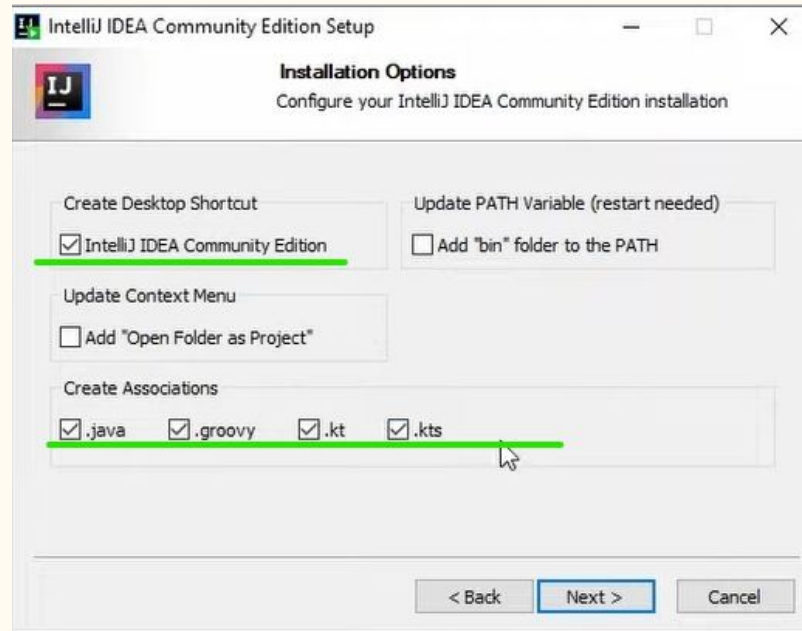 IntelliJ IDEA Community Edition Setup
IJ
Installation Options
Configure your IntelliJ IDEA Community Edition installation
Create Desktop Shortcut
IntelliJ IDEA Community Edition
Update PATH Variable (restart needed)
Add "bin" folder to the PATH
Update Context Menu
Add "Open Folder as Project"
Create Associations
.java .groovy .kt .kts
< Back Next > Cancel